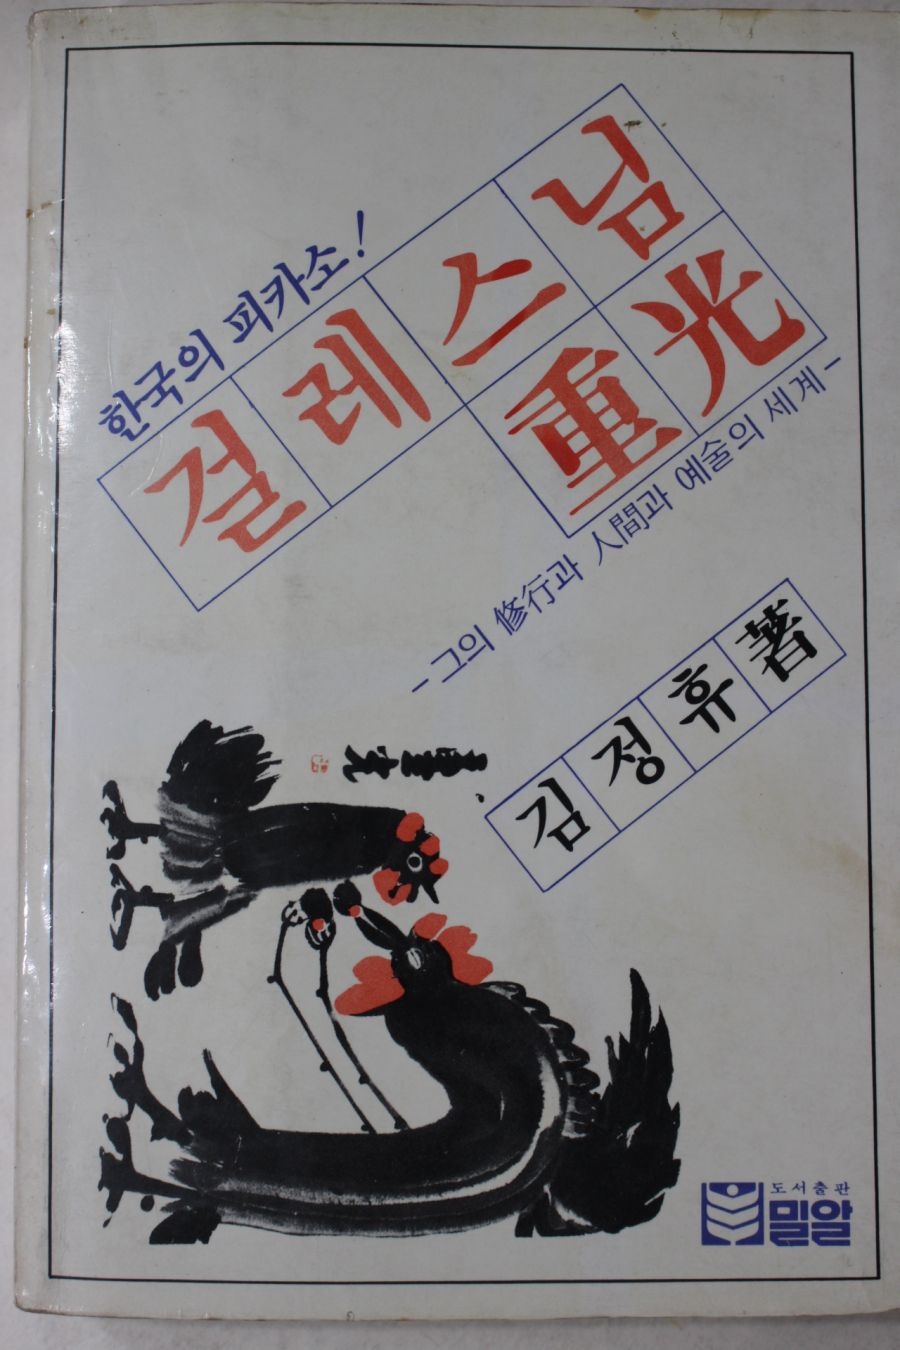 한국의 피카소!
걸레스님
重光
-그의 修行과 人間과 예술의 세계-
김정휴 著
도서출판
밀알